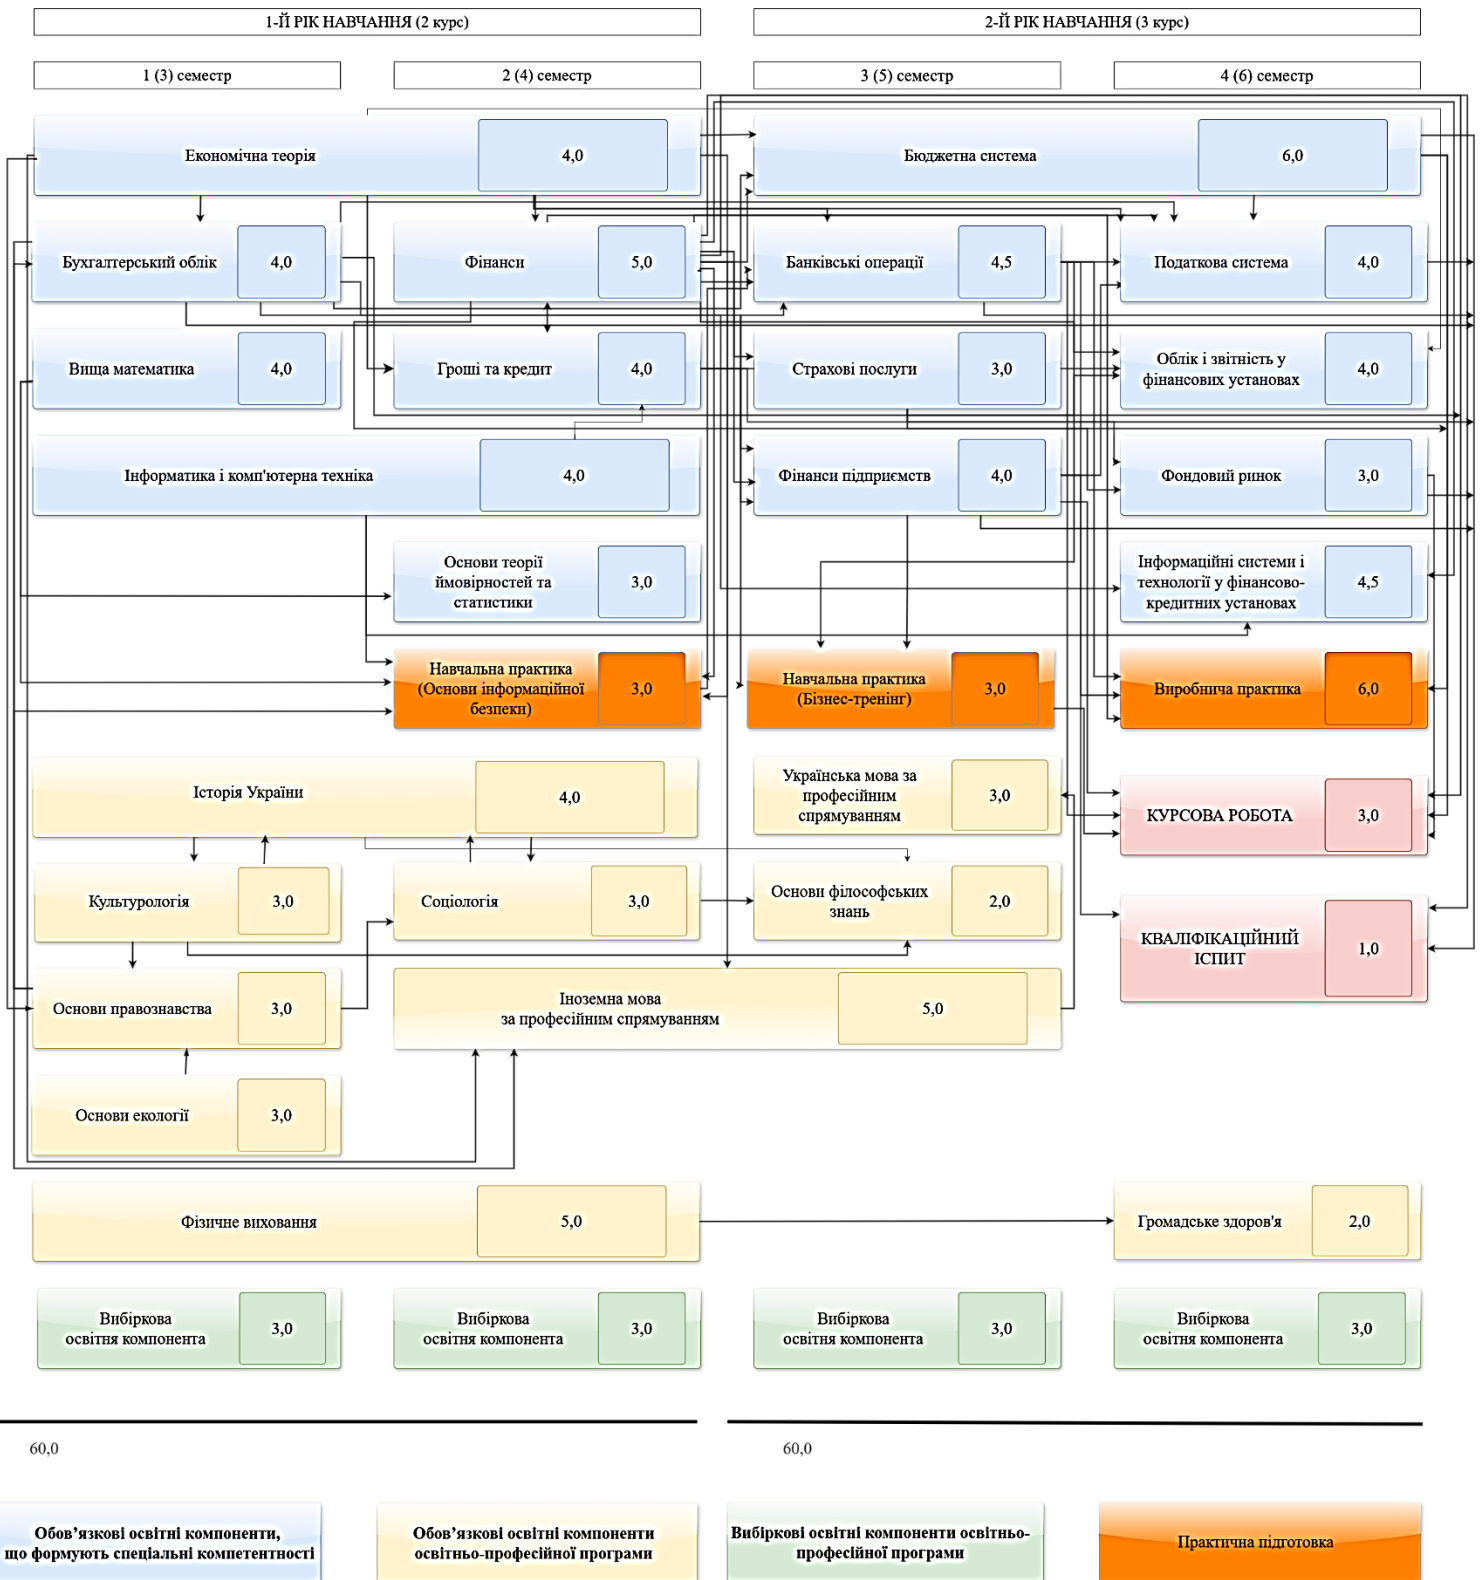 1-Й РІК НАВЧАННЯ (2 курс)
2-Й РІК НАВЧАННЯ (3 курс)
1 (3) семестр
2 (4) семестр
3 (5) семестр
4 (6) семестр
Економічна теорія
4,0
Бюджетна система
6,0
Бухгалтерський облік
4,0
Фінанси
5,0
Банківські операції
4,5
Податкова система
4,0
Вища математика
4,0
Гроші та кредит
4,0
Страхові послуги
3,0
Облік і звітність у
фінансових установах
4,0
Інформатика і комп'ютерна техніка
4,0
Фінанси підприємств
4,0
Фондовий ринок
3,0
Основи теорії
ймовірностей та
статистики
3,0
Інформаційні системи і
технології у фінансово-
кредитних установах
4,5
Навчальна практика
(Основи інформаційної
безпеки)
3,0
Навчальна практика
(Бізнес-тренінг)
3,0
Виробнича практика
6,0
Історія України
4,0
Українська мова за
професійним
спрямуванням
3,0
КУРСОВА РОБОТА
3,0
Культурологія
3,0
Соціологія
3,0
Основи філософських
знань
2,0
КВАЛІФІКАЦІЙНИЙ
ІСПИТ
1,0
Основи правознавства
3,0
Іноземна мова
за професійним спрямуванням
5,0
Основи екології
3,0
Фізичне виховання
5,0
Громадське здоров'я
2,0
Вибіркова
освітня компонента
3,0
Вибіркова
освітня компонента
3,0
Вибіркова
освітня компонента
3,0
Вибіркова
освітня компонента
3,0
60,0
60,0
Обов’язкові освітні компоненти,
що формують спеціальні компетентності
Обов’язкові освітні компоненти
освітньо-професійної програми
Вибіркові освітні компоненти освітньо-
професійної програми
Практична підготовка